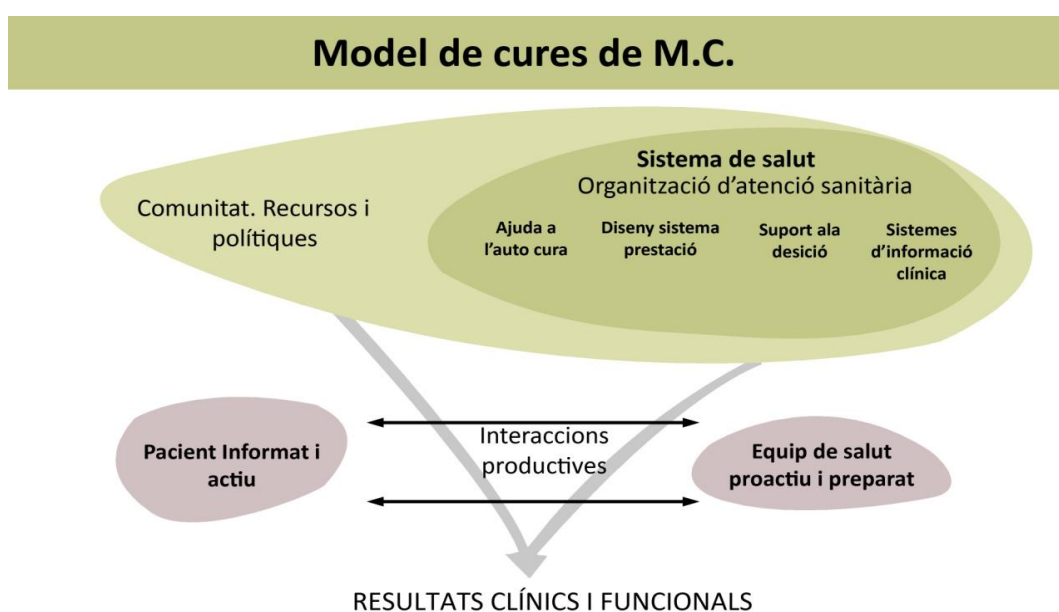 Model de cures de M.C.
Sistema de salut
Organització d'atenció sanitària
Comunitat. Recursos i
polítiques
Ajuda a
l'auto cura
Diseny sistema
prestació
Suport ala
desició
Sistemes
d'informació
clínica
Pacient Informat i
actiu
Interaccions
productives
Equip de salut
proactiu i preparat
RESULTATS CLÍNICS I FUNCIONALS